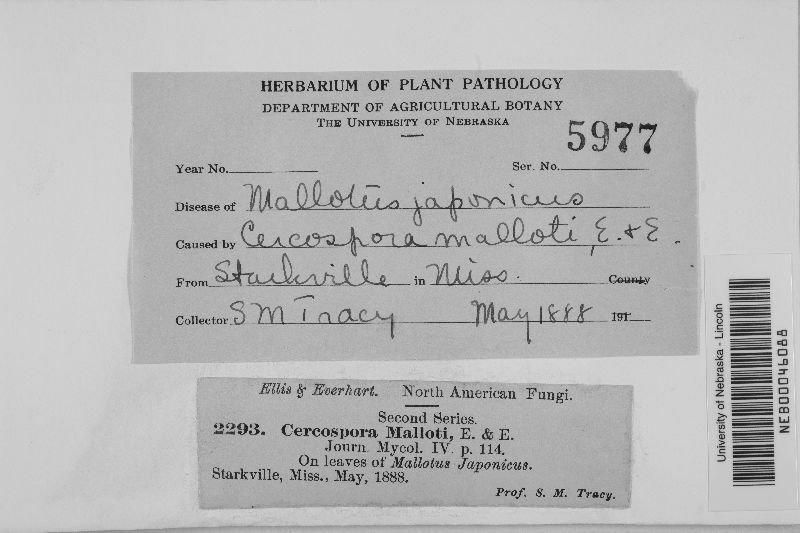 HERBARIUM OF PLANT PATHOLOGY
DEPARTMENT OF AGRICULTURAL BOTANY
THE UNIVERSITY OF NEBRASKA
5977
Year No. Ser. No.
Disease of Mallotus japonicus
Caused by Cercospora malloti, E. & E.
From Starkville in Miss. County
Collector S M Tracy May 1888 191
Ellis & Everhart. North American Fungi.
Second Series.
2293. Cercospora Malloti, E. & E.
Journ. Mycol. IV. p. 114.
On leaves of Mallotus Japonicus.
Starkville, Miss., May, 1888.
Prof. S. M. Tracy.
University of Nebraska - Lincoln
NEB00046088